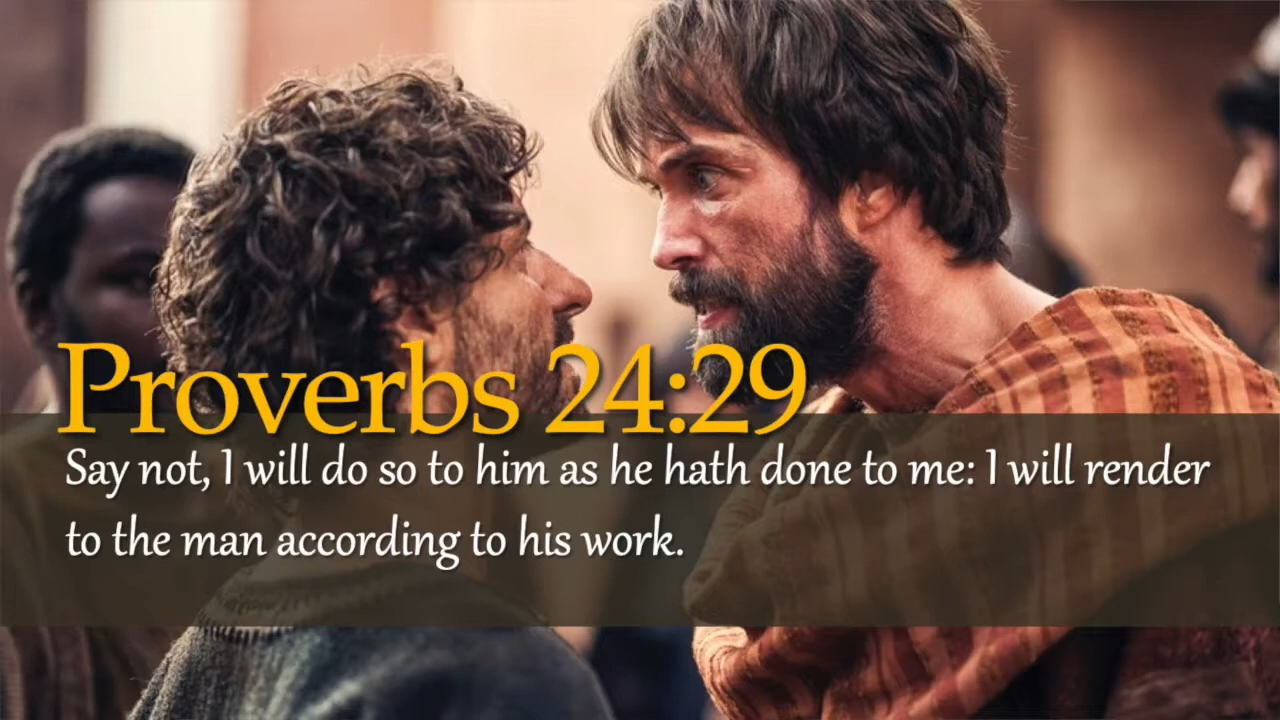 Proverbs 24:29
Say not, I will do so to him as he hath done to me: I will render
to the man according to his work.